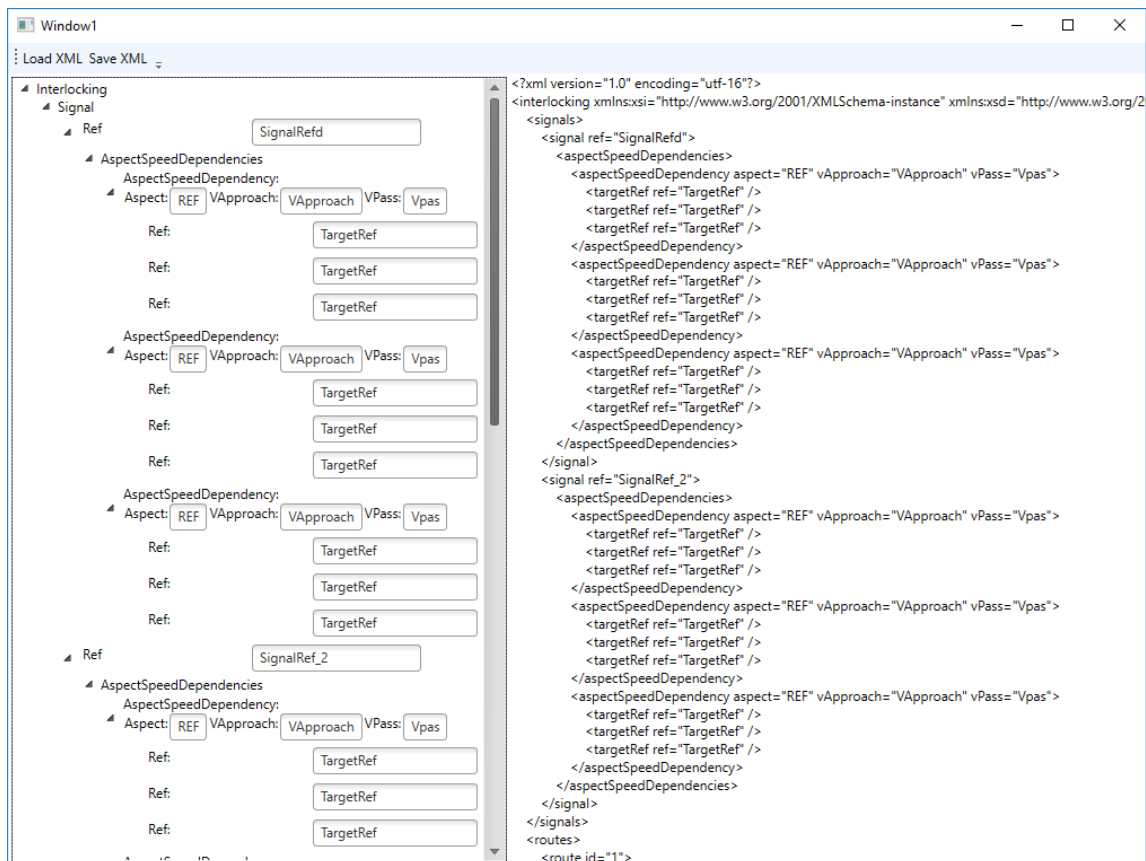 Window1
Load XML Save XML
Interlocking
Signal
Ref SignalRefd
AspectSpeedDependencies
AspectSpeedDependency:
Aspect: REF VApproach: VApproach VPass: Vpas
Ref: TargetRef
Ref: TargetRef
Ref: TargetRef
AspectSpeedDependency:
Aspect: REF VApproach: VApproach VPass: Vpas
Ref: TargetRef
Ref: TargetRef
Ref: TargetRef
AspectSpeedDependency:
Aspect: REF VApproach: VApproach VPass: Vpas
Ref: TargetRef
Ref: TargetRef
Ref: TargetRef
Ref SignalRef_2
AspectSpeedDependencies
AspectSpeedDependency:
Aspect: REF VApproach: VApproach VPass: Vpas
Ref: TargetRef
Ref: TargetRef
Ref: TargetRef
<?xml version="1.0" encoding="utf-16"?>
<interlocking xmlns:xsi="http://www.w3.org/2001/XMLSchema-instance" xmlns:xsd="http://www.w3.org/2
<signals>
<signal ref="SignalRefd">
<aspectSpeedDependencies>
<aspectSpeedDependency aspect="REF" vApproach="VApproach" vPass="Vpas">
<targetRef ref="TargetRef" />
<targetRef ref="TargetRef" />
<targetRef ref="TargetRef" />
</aspectSpeedDependency>
<aspectSpeedDependency aspect="REF" vApproach="VApproach" vPass="Vpas">
<targetRef ref="TargetRef" />
<targetRef ref="TargetRef" />
<targetRef ref="TargetRef" />
</aspectSpeedDependency>
<aspectSpeedDependency aspect="REF" vApproach="VApproach" vPass="Vpas">
<targetRef ref="TargetRef" />
<targetRef ref="TargetRef" />
<targetRef ref="TargetRef" />
</aspectSpeedDependency>
</aspectSpeedDependencies>
</signal>
<signal ref="SignalRef_2">
<aspectSpeedDependencies>
<aspectSpeedDependency aspect="REF" vApproach="VApproach" vPass="Vpas">
<targetRef ref="TargetRef" />
<targetRef ref="TargetRef" />
<targetRef ref="TargetRef" />
</aspectSpeedDependency>
<aspectSpeedDependency aspect="REF" vApproach="VApproach" vPass="Vpas">
<targetRef ref="TargetRef" />
<targetRef ref="TargetRef" />
<targetRef ref="TargetRef" />
</aspectSpeedDependency>
<aspectSpeedDependency aspect="REF" vApproach="VApproach" vPass="Vpas">
<targetRef ref="TargetRef" />
<targetRef ref="TargetRef" />
<targetRef ref="TargetRef" />
</aspectSpeedDependency>
</aspectSpeedDependencies>
</signal>
</signals>
<routes>
<route id="1">